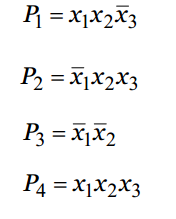 P₁ = x₁x₂x̅₃
P₂ = x̅₁x₂x₃
P₃ = x̅₁x̅₂
P₄ = x₁x₂x₃